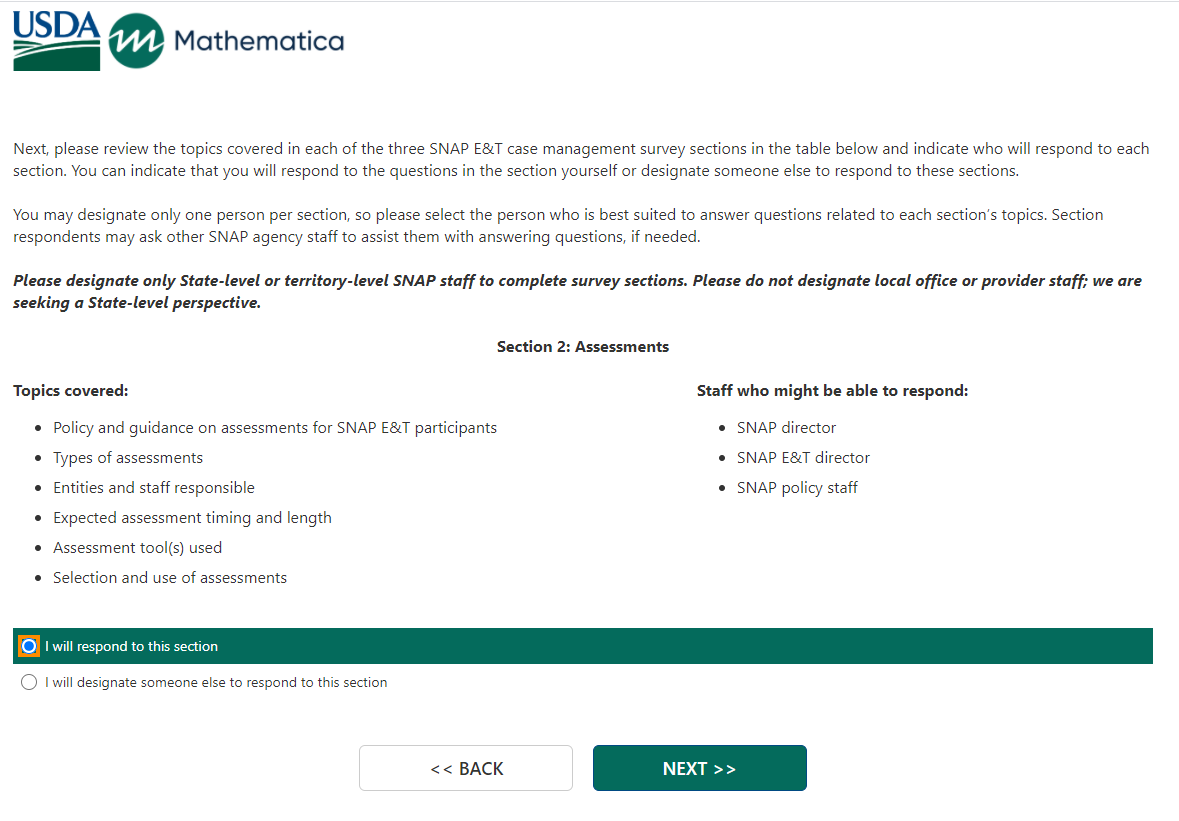 USDA Mathematica
Next, please review the topics covered in each of the three SNAP E&T case management survey sections in the table below and indicate who will respond to each
section. You can indicate that you will respond to the questions in the section yourself or designate someone else to respond to these sections.
You may designate only one person per section, so please select the person who is best suited to answer questions related to each section's topics. Section
respondents may ask other SNAP agency staff to assist them with answering questions, if needed.
Please designate only State-level or territory-level SNAP staff to complete survey sections. Please do not designate local office or provider staff; we are
seeking a State-level perspective.
Section 2: Assessments
Topics covered:
• Policy and guidance on assessments for SNAP E&T participants
• Types of assessments
• Entities and staff responsible
• Expected assessment timing and length
• Assessment tool(s) used
• Selection and use of assessments
Staff who might be able to respond:
• SNAP director
• SNAP E&T director
• SNAP policy staff
I will respond to this section
I will designate someone else to respond to this section
<< BACK
NEXT >>